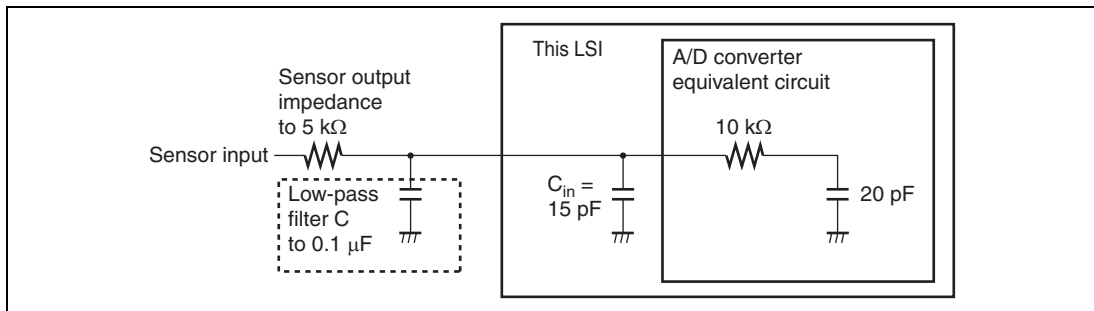 This LSI
A/D converter
equivalent circuit
Sensor output
impedance
to 5 kΩ
10 kΩ
Sensor input
Low-pass
filter C
to 0.1 μF
Cin =
15 pF
20 pF